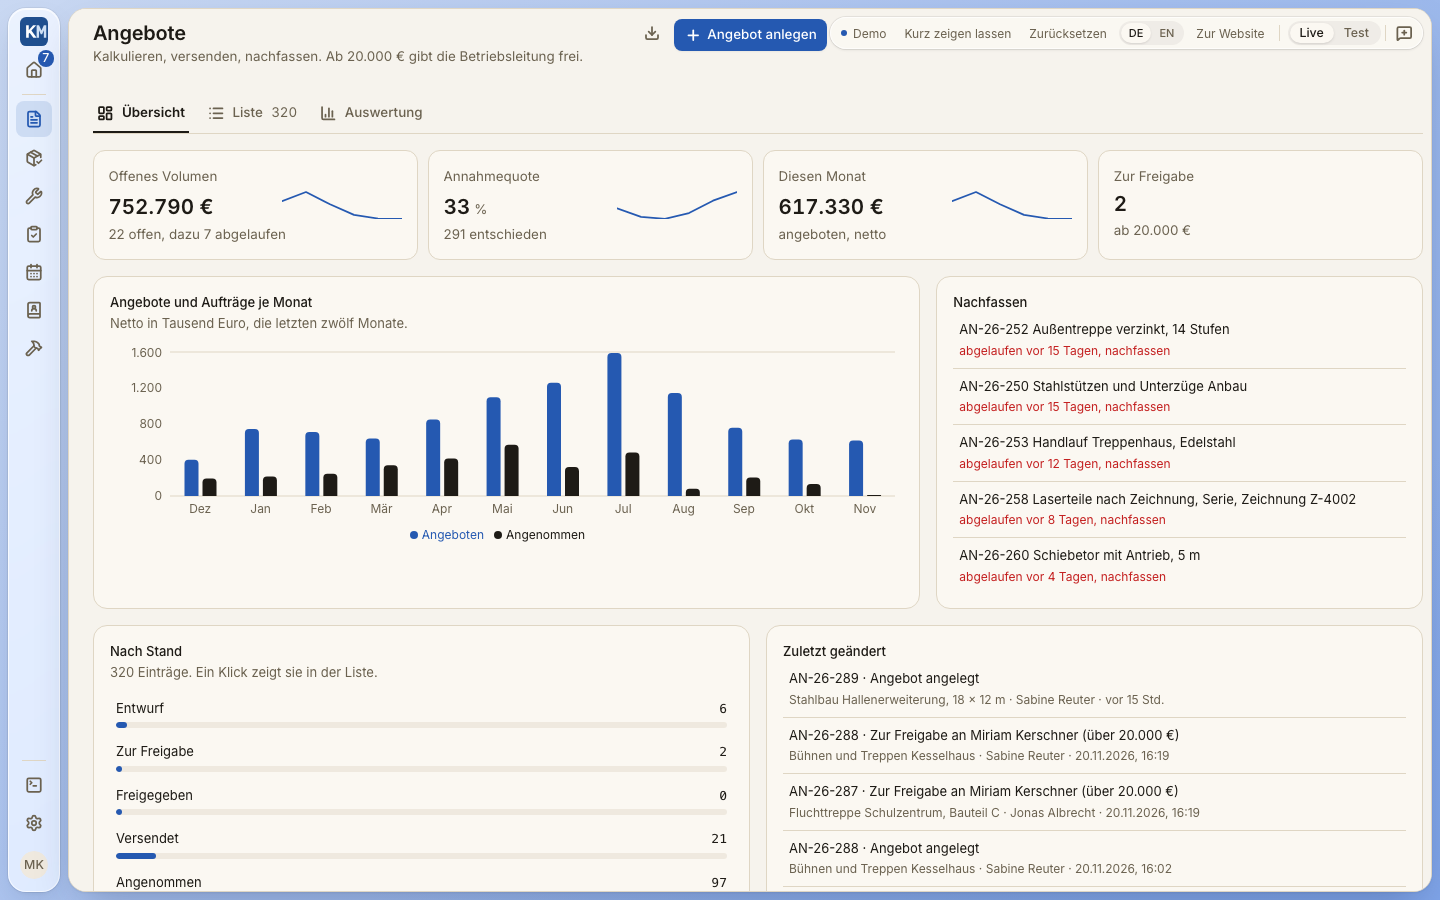 KM
7
Angebote
Kalkulieren, versenden, nachfassen. Ab 20.000 € gibt die Betriebsleitung frei.
Angebot anlegen
Demo
Kurz zeigen lassen
Zurücksetzen
DE
EN
Zur Website
Live
Test
Übersicht
Liste 320
Auswertung
Offenes Volumen
752.790 €
22 offen, dazu 7 abgelaufen
Annahmequote
33 %
291 entschieden
Diesen Monat
617.330 €
angeboten, netto
Zur Freigabe
2
ab 20.000 €
Angebote und Aufträge je Monat
Netto in Tausend Euro, die letzten zwölf Monate.
1.600
1.200
800
400
0
Dez Jan Feb Mär Apr Mai Jun Jul Aug Sep Okt Nov
Angeboten Angenommen
Nachfassen
AN-26-252 Außentreppe verzinkt, 14 Stufen
abgelaufen vor 15 Tagen, nachfassen
AN-26-250 Stahlstützen und Unterzüge Anbau
abgelaufen vor 15 Tagen, nachfassen
AN-26-253 Handlauf Treppenhaus, Edelstahl
abgelaufen vor 12 Tagen, nachfassen
AN-26-258 Laserteile nach Zeichnung, Serie, Zeichnung Z-4002
abgelaufen vor 8 Tagen, nachfassen
AN-26-260 Schiebetor mit Antrieb, 5 m
abgelaufen vor 4 Tagen, nachfassen
Nach Stand
320 Einträge. Ein Klick zeigt sie in der Liste.
Entwurf 6
Zur Freigabe 2
Freigegeben 0
Versendet 21
Angenommen 97
Zuletzt geändert
AN-26-289 · Angebot angelegt
Stahlbau Hallenerweiterung, 18 × 12 m · Sabine Reuter · vor 15 Std.
AN-26-288 · Zur Freigabe an Miriam Kerschner (über 20.000 €)
Bühnen und Treppen Kesselhaus · Sabine Reuter · 20.11.2026, 16:19
AN-26-287 · Zur Freigabe an Miriam Kerschner (über 20.000 €)
Fluchttreppe Schulzentrum, Bauteil C · Jonas Albrecht · 20.11.2026, 16:19
AN-26-288 · Angebot angelegt
Bühnen und Treppen Kesselhaus · Sabine Reuter · 20.11.2026, 16:02
MK